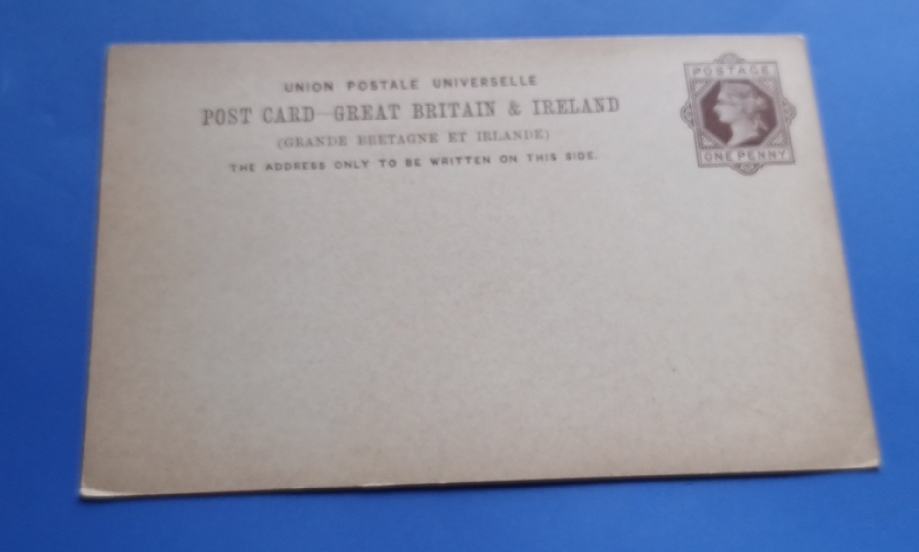 UNION POSTALE UNIVERSELLE
POST CARD—GREAT BRITAIN & IRELAND
(GRANDE BRETAGNE ET IRLANDE)
THE ADDRESS ONLY TO BE WRITTEN ON THIS SIDE.
POSTAGE
ONE PENNY